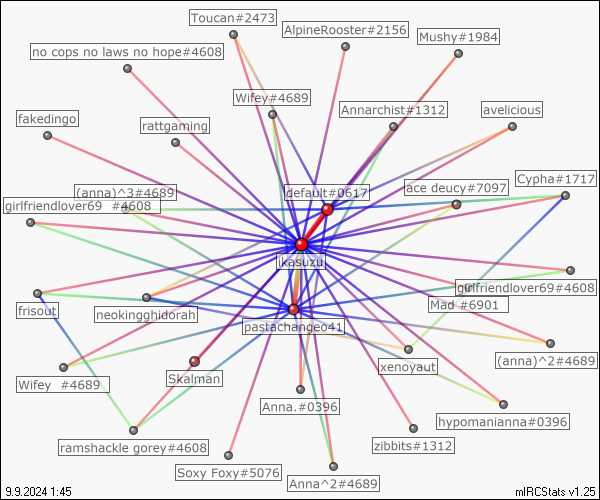 Toucan#2473
AlpineRooster#2156
Mushy#1984
no cops no laws no hope#4608
Wifey#4689
Annarchist#1312
avelicious
fakedingo
rattgaming
(anna)^3#4689
default#0617
ace deucy#7097
Cypha#1717
girlfriendlover69 #4608
ikasuzu
girlfriendlover69#4608
Mad #6901
frisout
neokingghidorah
pastachangeo41
xenoyaut
(anna)^2#4689
Wifey #4689
Skalman
Anna.#0396
hypomanianna#0396
ramshackle gorey#4608
zibbits#1312
Soxy Foxy#5076
Anna^2#4689
9.9.2024 1:45
mIRCStats v1.25